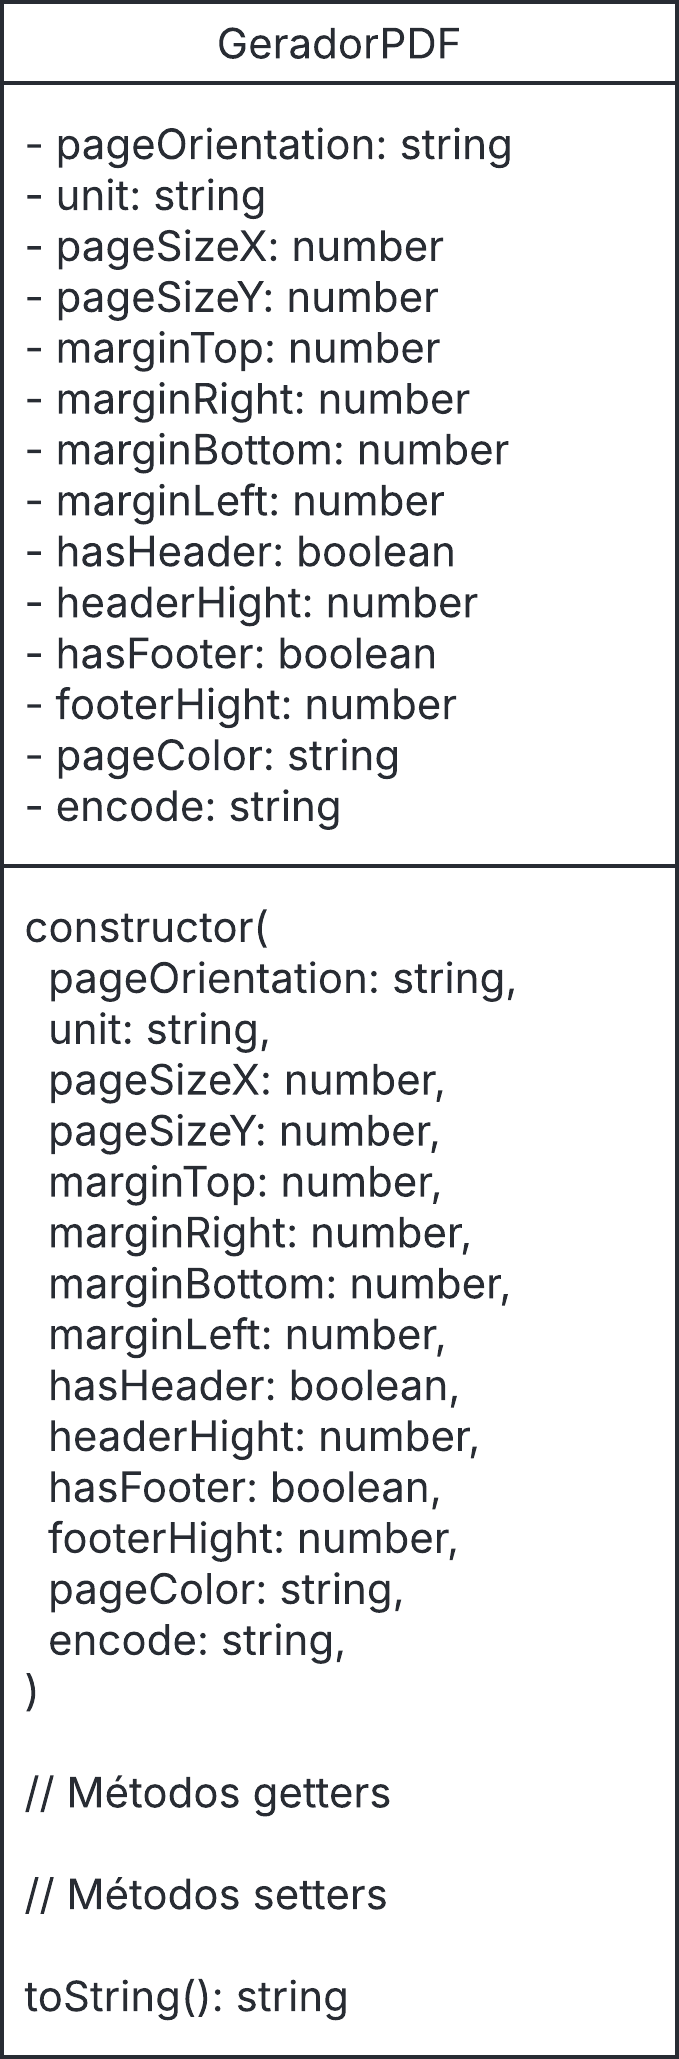 GeradorPDF
- pageOrientation: string
- unit: string
- pageSizeX: number
- pageSizeY: number
- marginTop: number
- marginRight: number
- marginBottom: number
- marginLeft: number
- hasHeader: boolean
- headerHight: number
- hasFooter: boolean
- footerHight: number
- pageColor: string
- encode: string
constructor(
pageOrientation: string,
unit: string,
pageSizeX: number,
pageSizeY: number,
marginTop: number,
marginRight: number,
marginBottom: number,
marginLeft: number,
hasHeader: boolean,
headerHight: number,
hasFooter: boolean,
footerHight: number,
pageColor: string,
encode: string,
)
// Métodos getters
// Métodos setters
toString(): string